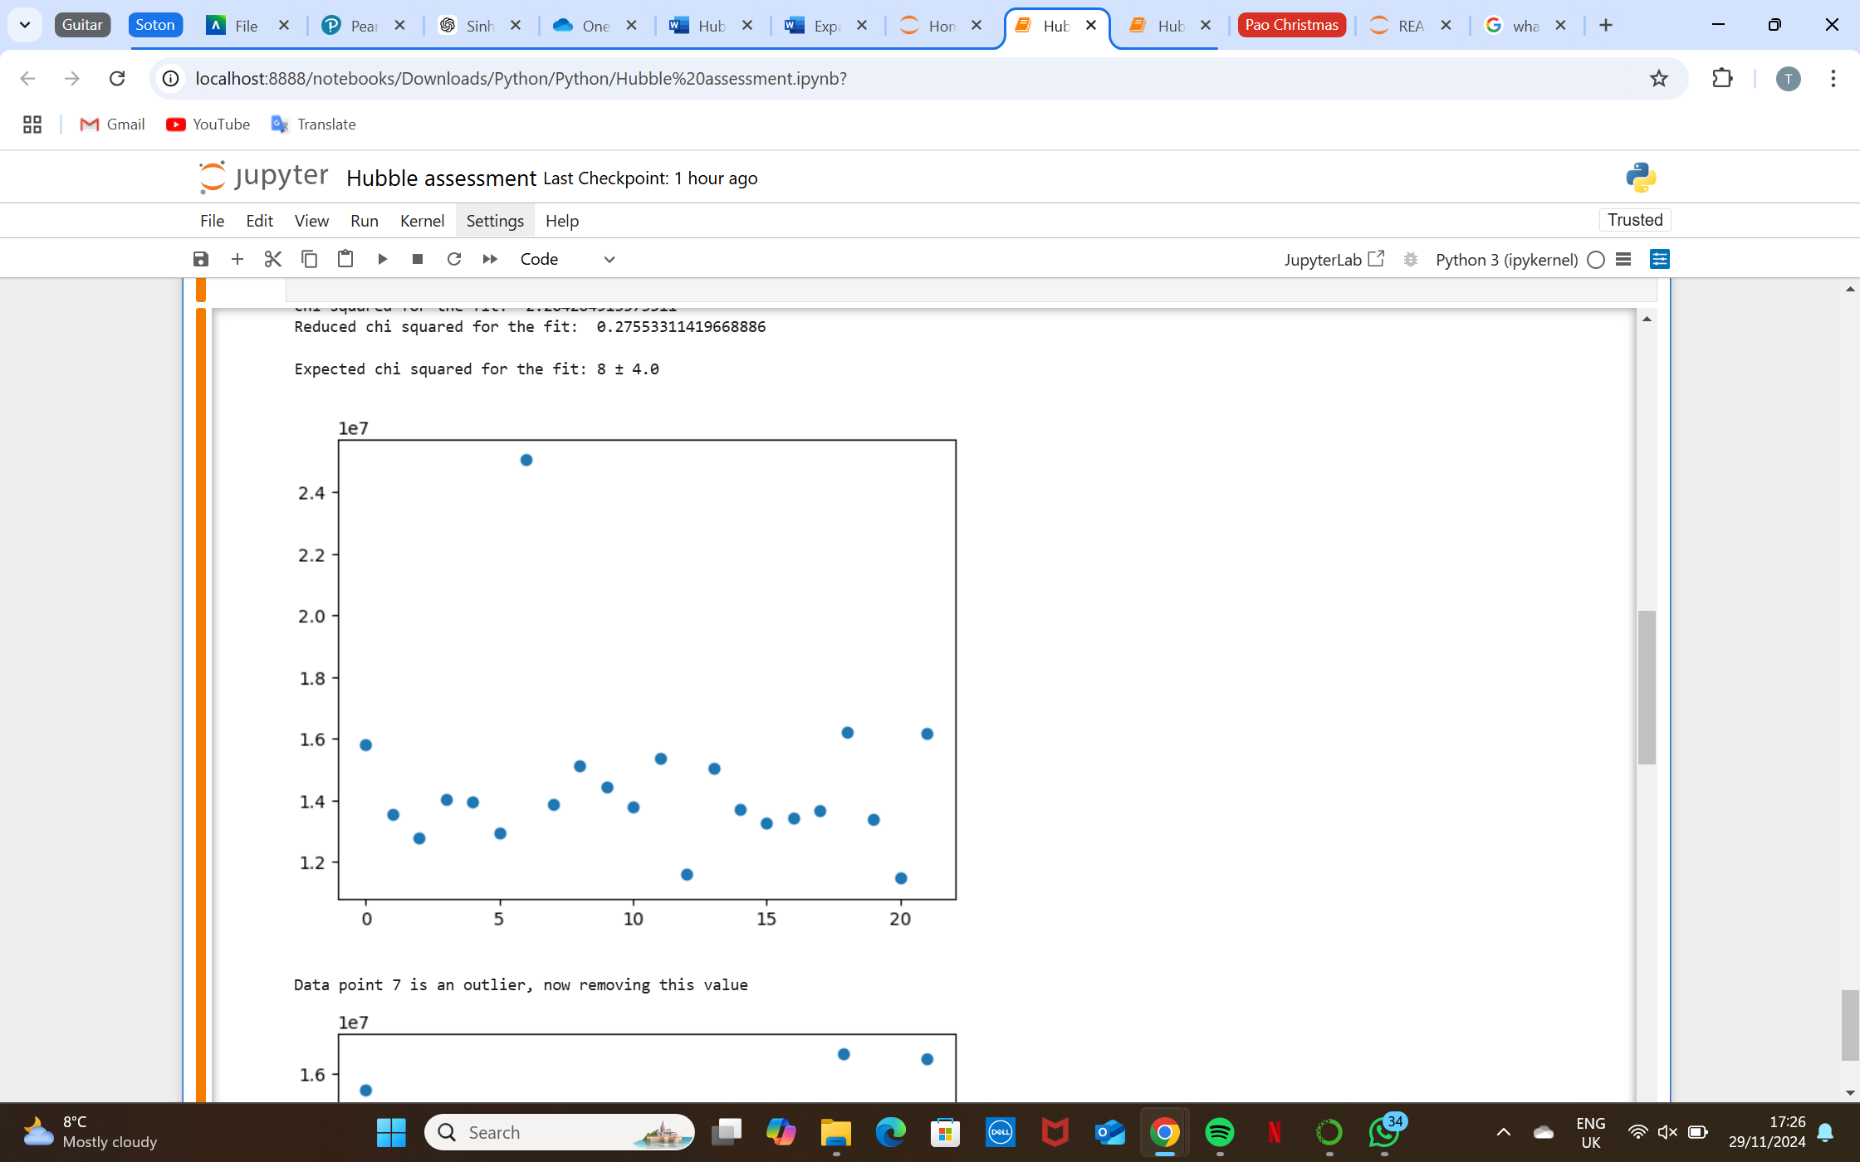 Guitar Soton File Pear Sinh One Hub Exp Hon Hub Hub Pao Christmas REA wha
localhost:8888/notebooks/Downloads/Python/Python/Hubble%20assessment.ipynb?
T
Gmail YouTube Translate
jupyter Hubble assessment Last Checkpoint: 1 hour ago
File Edit View Run Kernel Settings Help Trusted
Code JupyterLab Python 3 (ipykernel)
Reduced chi squared for the fit: 0.27553311419668886
Expected chi squared for the fit: 8 ± 4.0
1e7
2.4
2.2
2.0
1.8
1.6
1.4
1.2
0 5 10 15 20
Data point 7 is an outlier, now removing this value
1e7
1.6
8°C
Mostly cloudy
Search
DELL
N
34
ENG
UK
17:26
29/11/2024